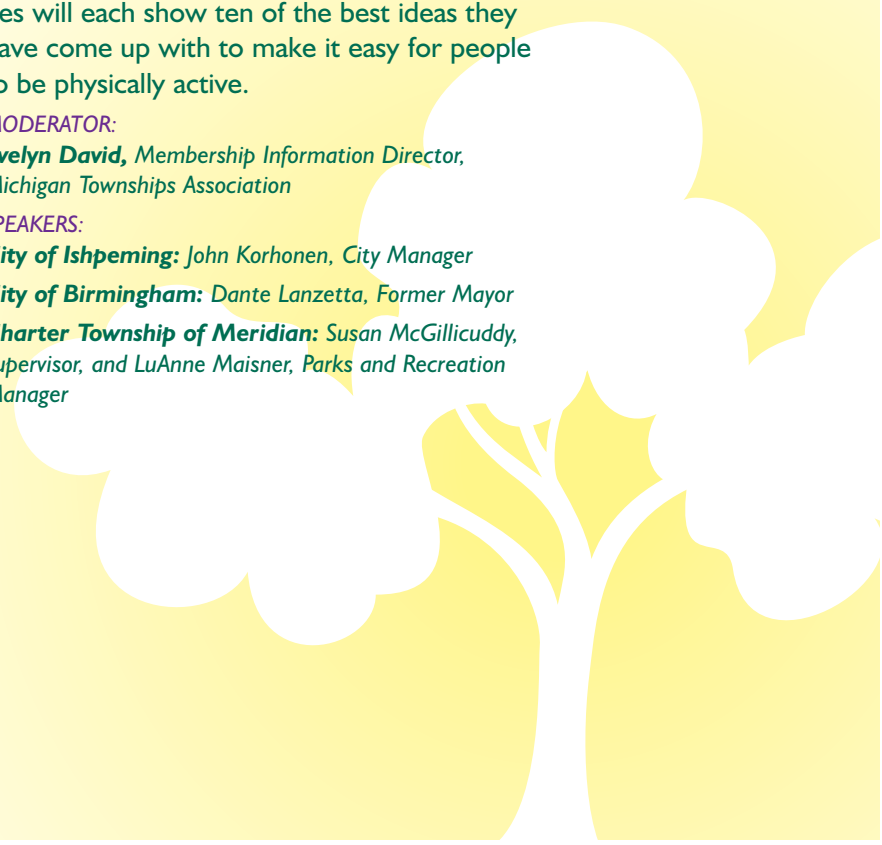 es will each show ten of the best ideas they
ave come up with to make it easy for people
o be physically active.
ODERATOR:
velyn David, Membership Information Director,
ichigan Townships Association
PEAKERS:
ity of Ishpeming: John Korhonen, City Manager
ity of Birmingham: Dante Lanzetta, Former Mayor
harter Township of Meridian: Susan McGillicuddy,
upervisor, and LuAnne Maisner, Parks and Recreation
anager